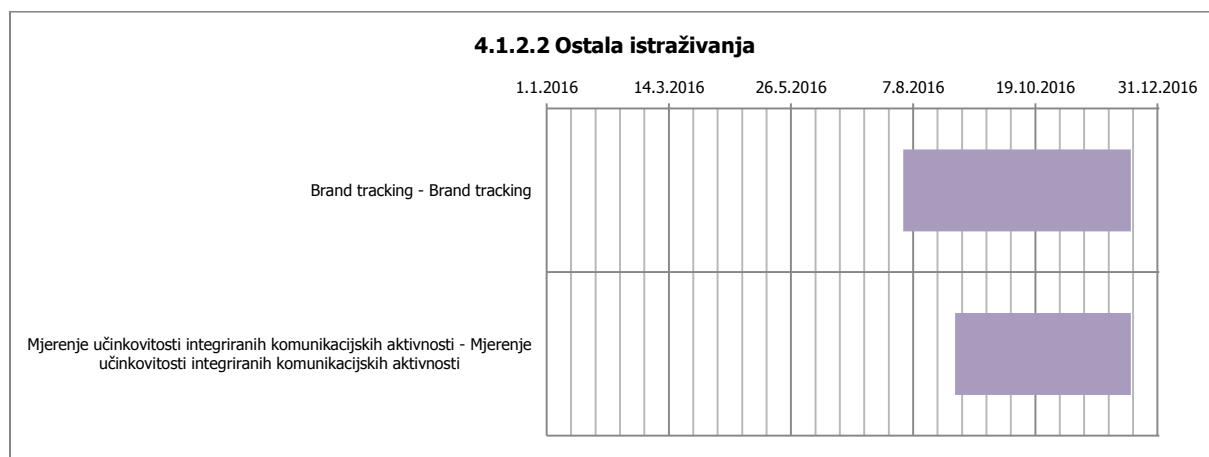 4.1.2.2 Ostala istraživanja
1.1.2016 14.3.2016 26.5.2016 7.8.2016 19.10.2016 31.12.2016
Brand tracking - Brand tracking
Mjerenje učinkovitosti integriranih komunikacijskih aktivnosti - Mjerenje
učinkovitosti integriranih komunikacijskih aktivnosti